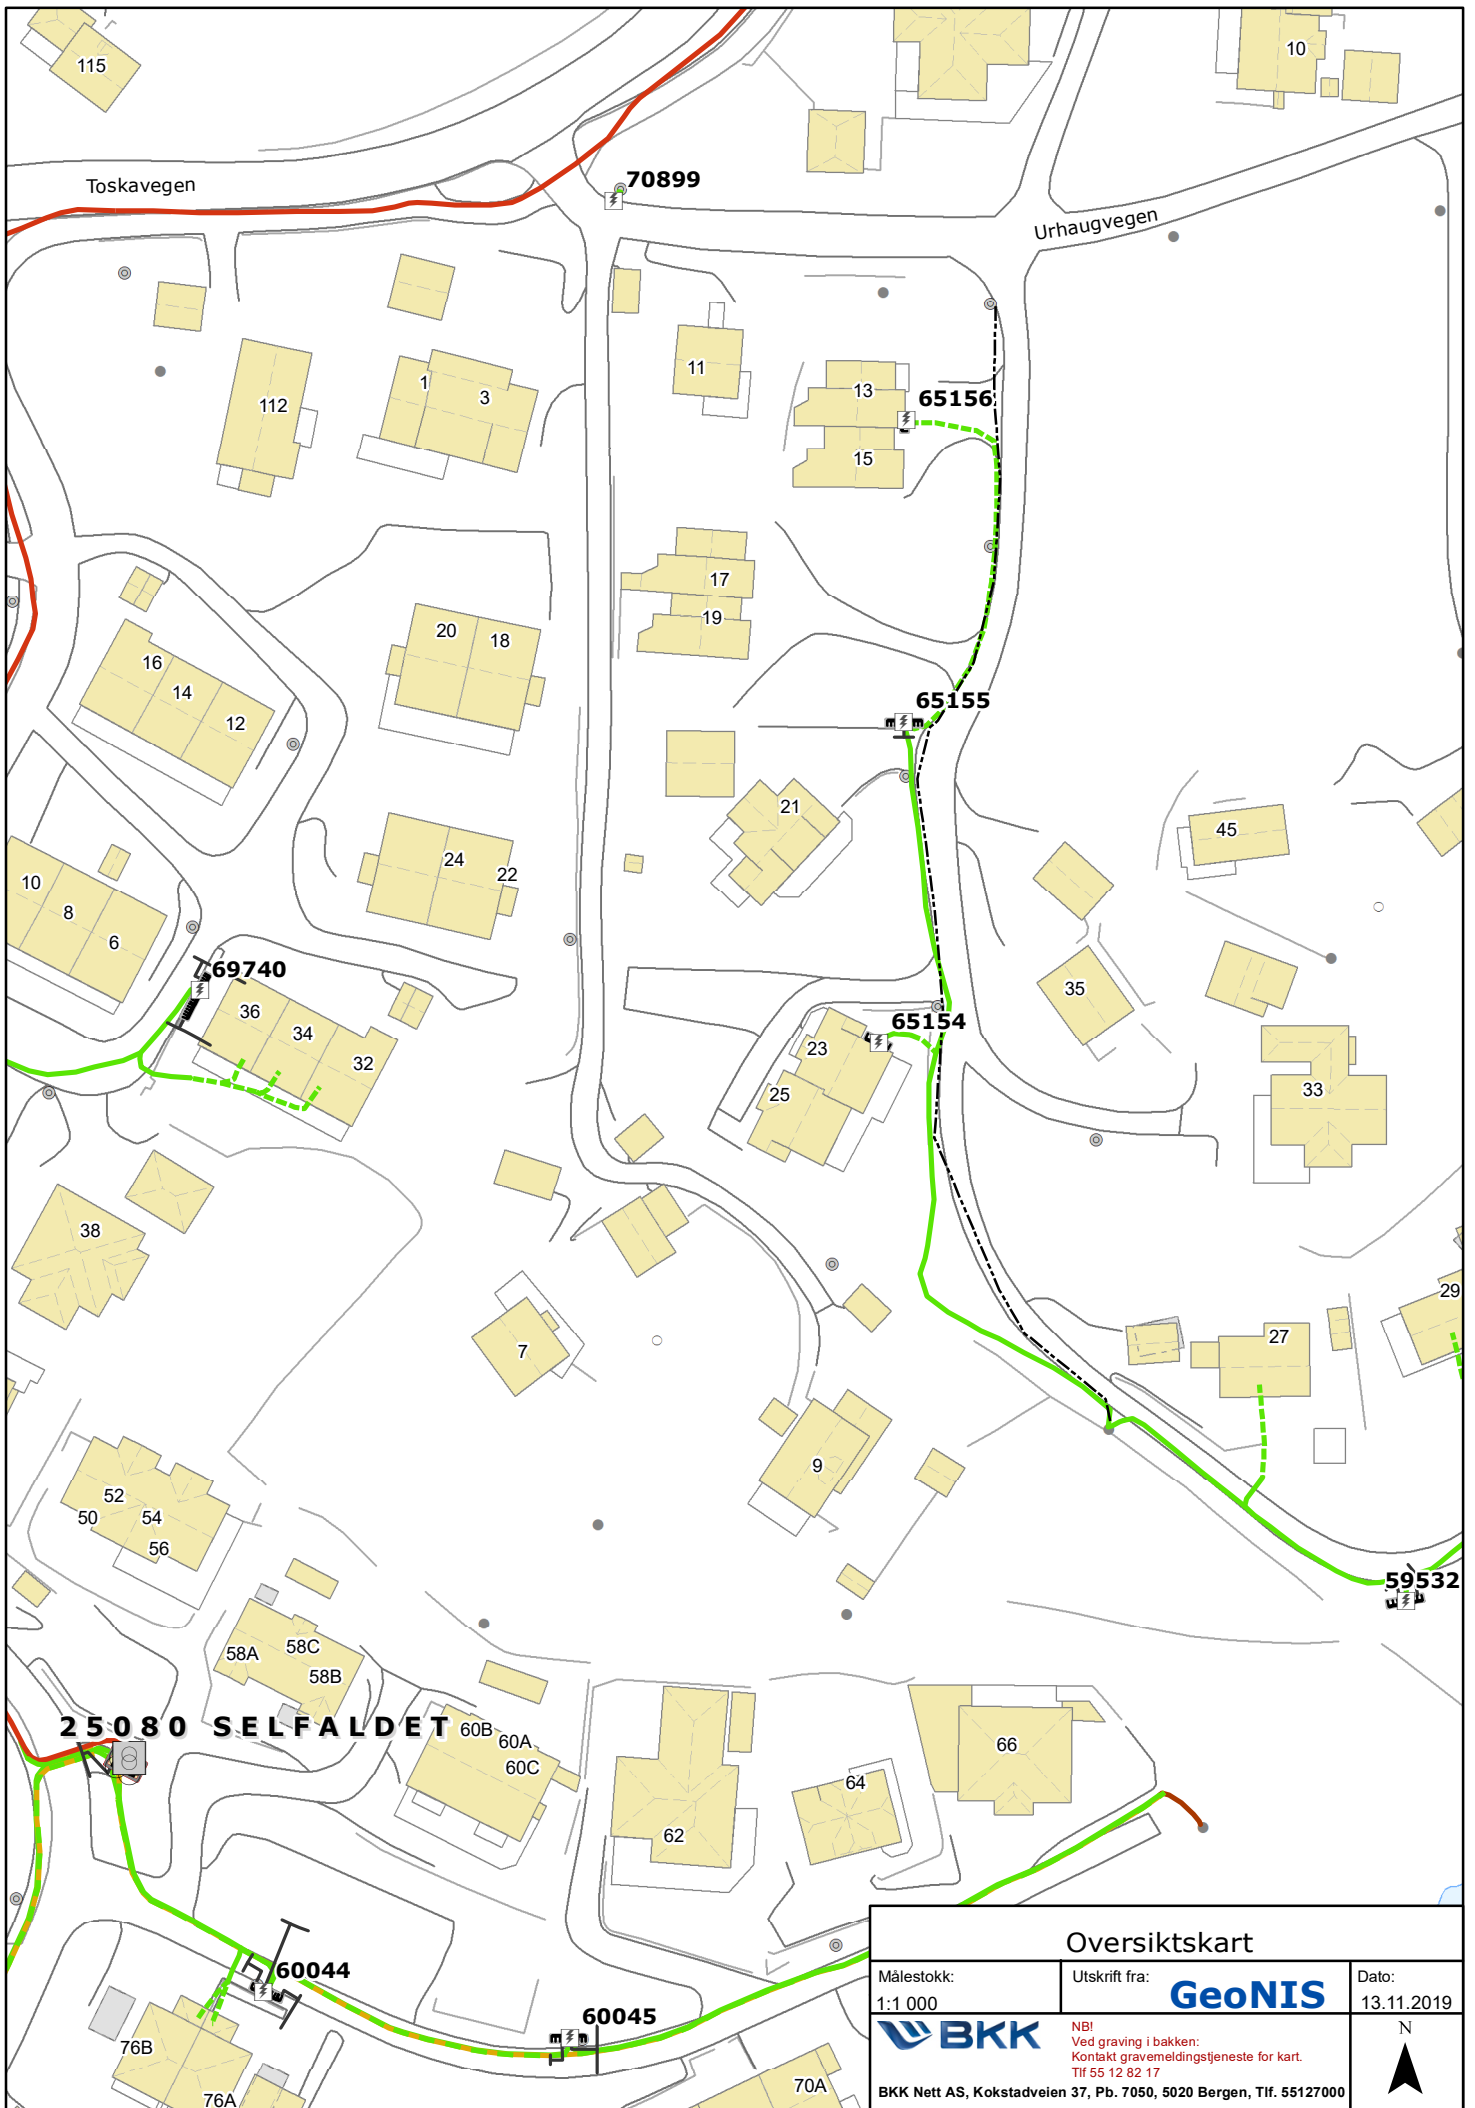 115
10
Toskavegen
70899
Urhaugvegen
11
13
65156
112
1
3
15
17
19
20
18
16
14
12
65155
21
45
24
22
10
8
6
69740
36
34
32
35
65154
23
25
33
38
7
27
29
9
52
50
54
56
59532
58A
58C
58B
25080 SELFALDET
60B
60A
60C
66
64
62
60044
60045
76B
76A
70A
Oversiktskart
Målestokk:
1:1 000
Utskrift fra:
GeoNIS
Dato:
13.11.2019
BKK
NB!
Ved graving i bakken:
Kontakt gravemeldingstjeneste for kart.
Tlf 55 12 82 17
N
BKK Nett AS, Kokstadveien 37, Pb. 7050, 5020 Bergen, Tlf. 55127000